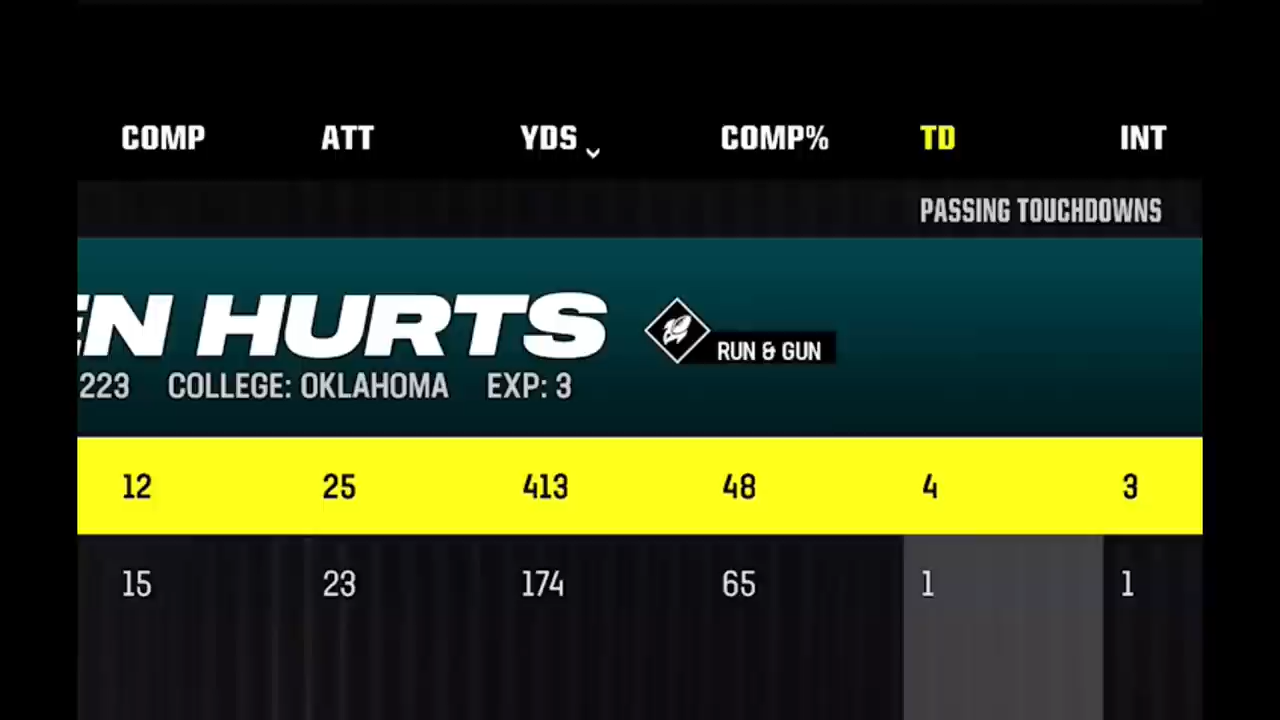 COMP ATT YDS COMP% TD INT
PASSING TOUCHDOWNS
EN HURTS RUN & GUN
223 COLLEGE: OKLAHOMA EXP: 3
12 25 413 48 4 3
15 23 174 65 1 1